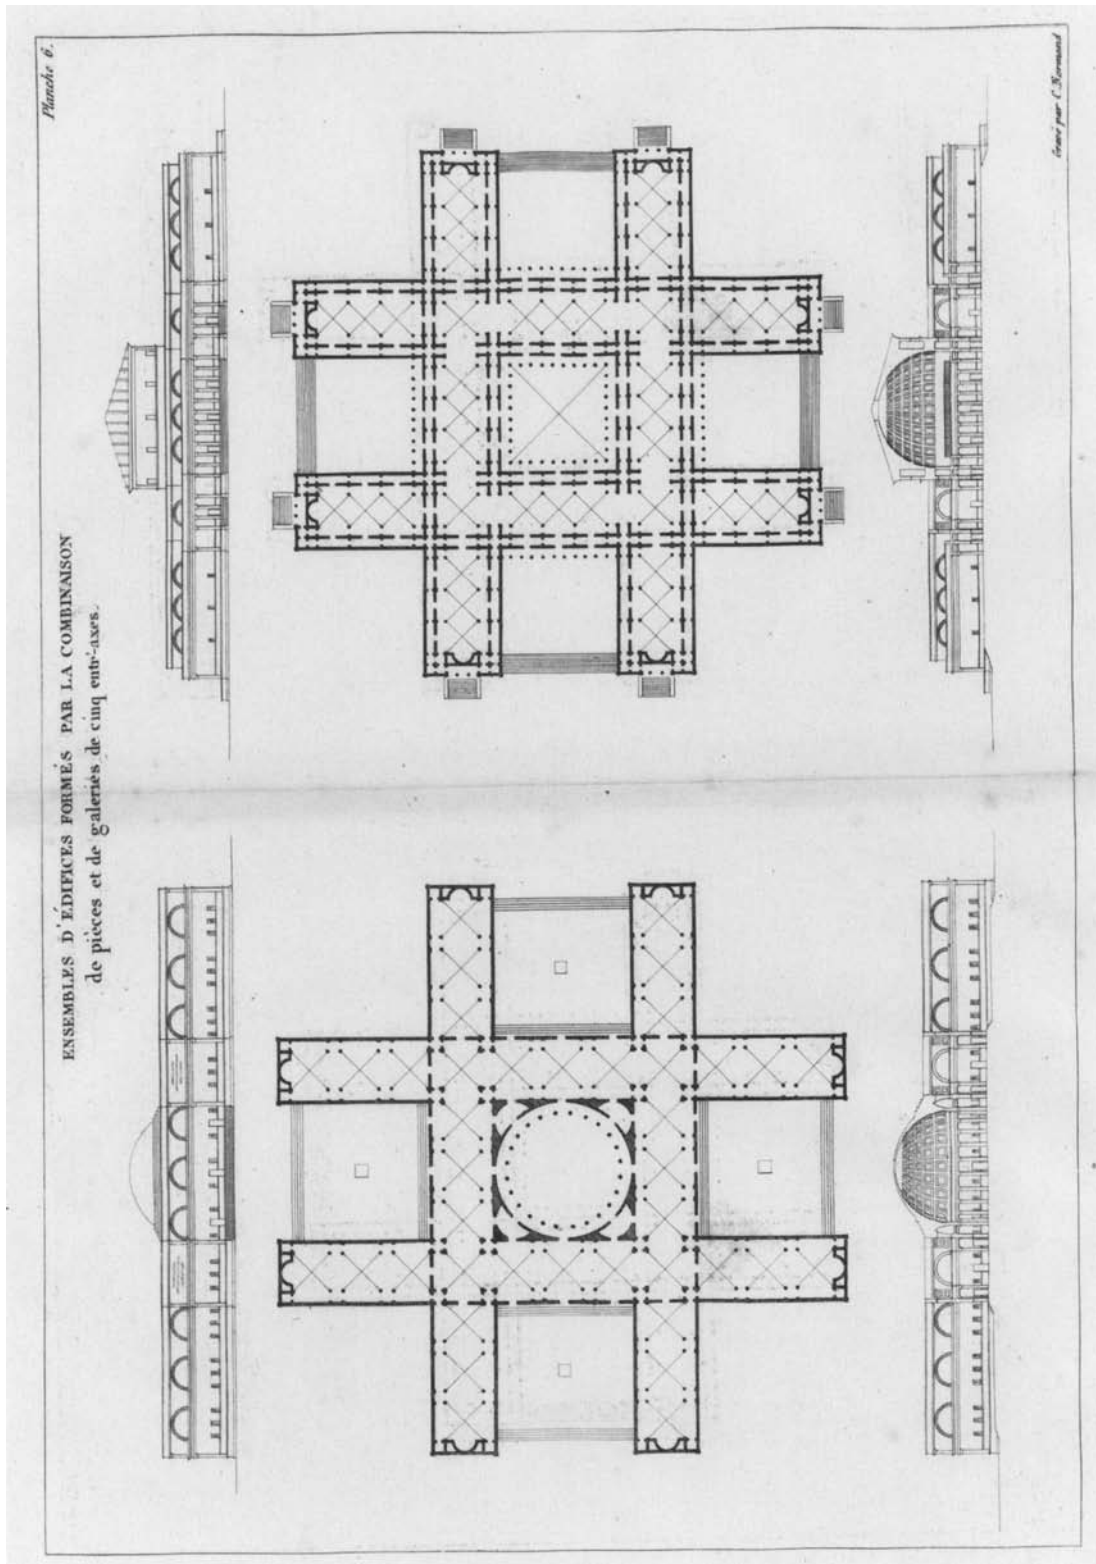 Planche 6.
ENSEMBLES D'ÉDIFICES FORMÉS PAR LA COMBINAISON
de pièces et de galeries de cinq entr'-axes.
Gravé par C. Normand